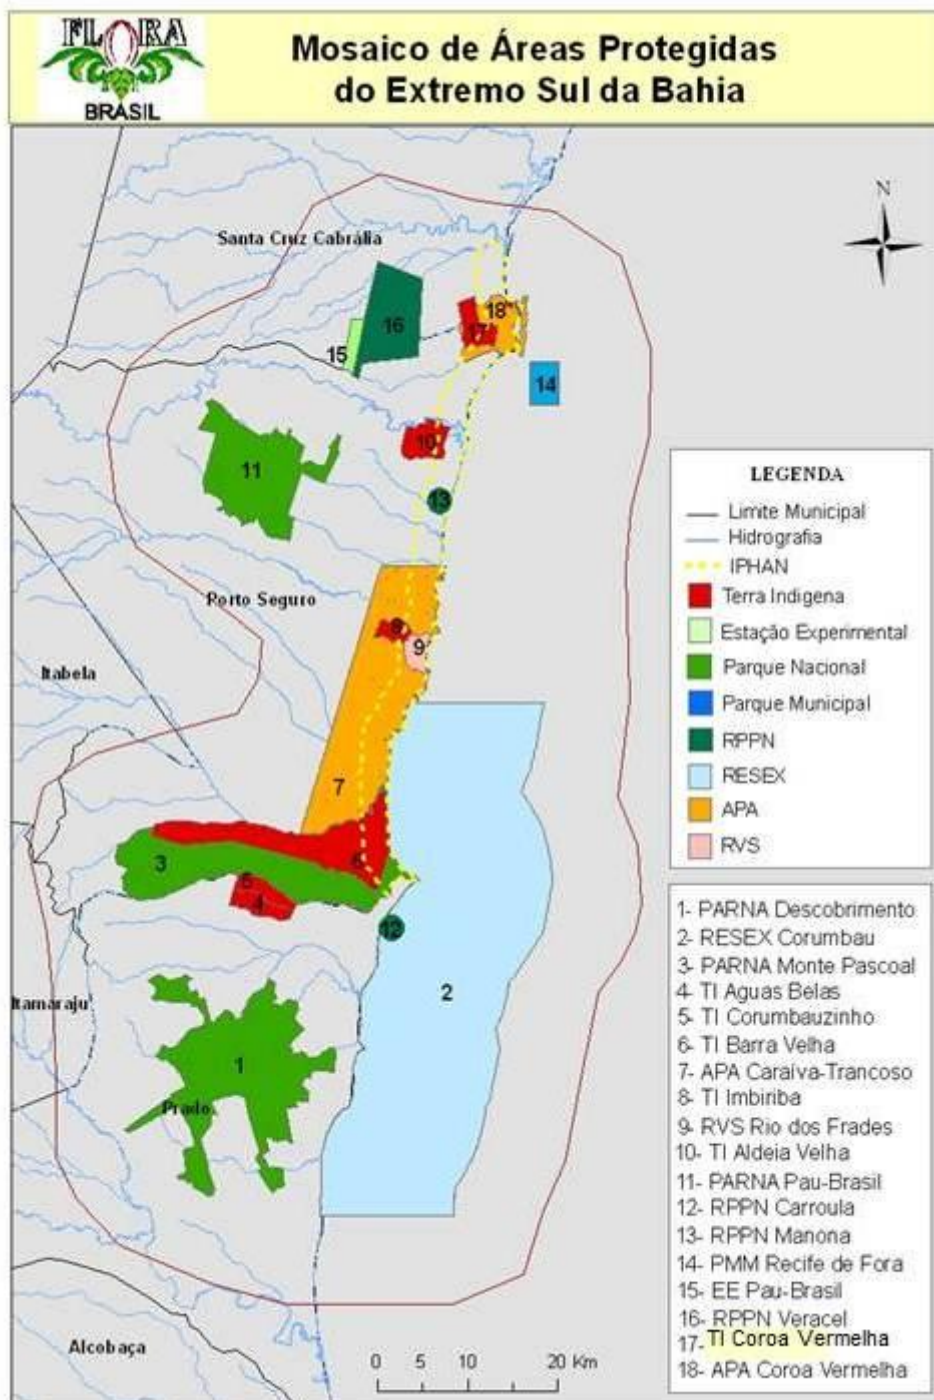 FLORA
BRASIL
Mosaico de Áreas Protegidas
do Extremo Sul da Bahia
N
Santa Cruz Cabrália
18
17
16
15
14
10
11
13
Porto Seguro
8
9
Itabela
7
3
6
5
4
12
Itamaraju
2
1
Prado
Alcobaça
0 5 10 20 Km
LEGENDA
Limite Municipal
Hidrografia
IPHAN
Terra Indigena
Estação Experimental
Parque Nacional
Parque Municipal
RPPN
RESEX
APA
RVS
1- PARNA Descobrimento
2- RESEX Corumbau
3- PARNA Monte Pascoal
4- TI Aguas Belas
5- TI Corumbauzinho
6- TI Barra Velha
7- APA Caraíva-Trancoso
8- TI Imbiriba
9- RVS Rio dos Frades
10- TI Aldeia Velha
11- PARNA Pau-Brasil
12- RPPN Carroula
13- RPPN Manona
14- PMM Recife de Fora
15- EE Pau-Brasil
16- RPPN Veracel
17- TI Coroa Vermelha
18- APA Coroa Vermelha